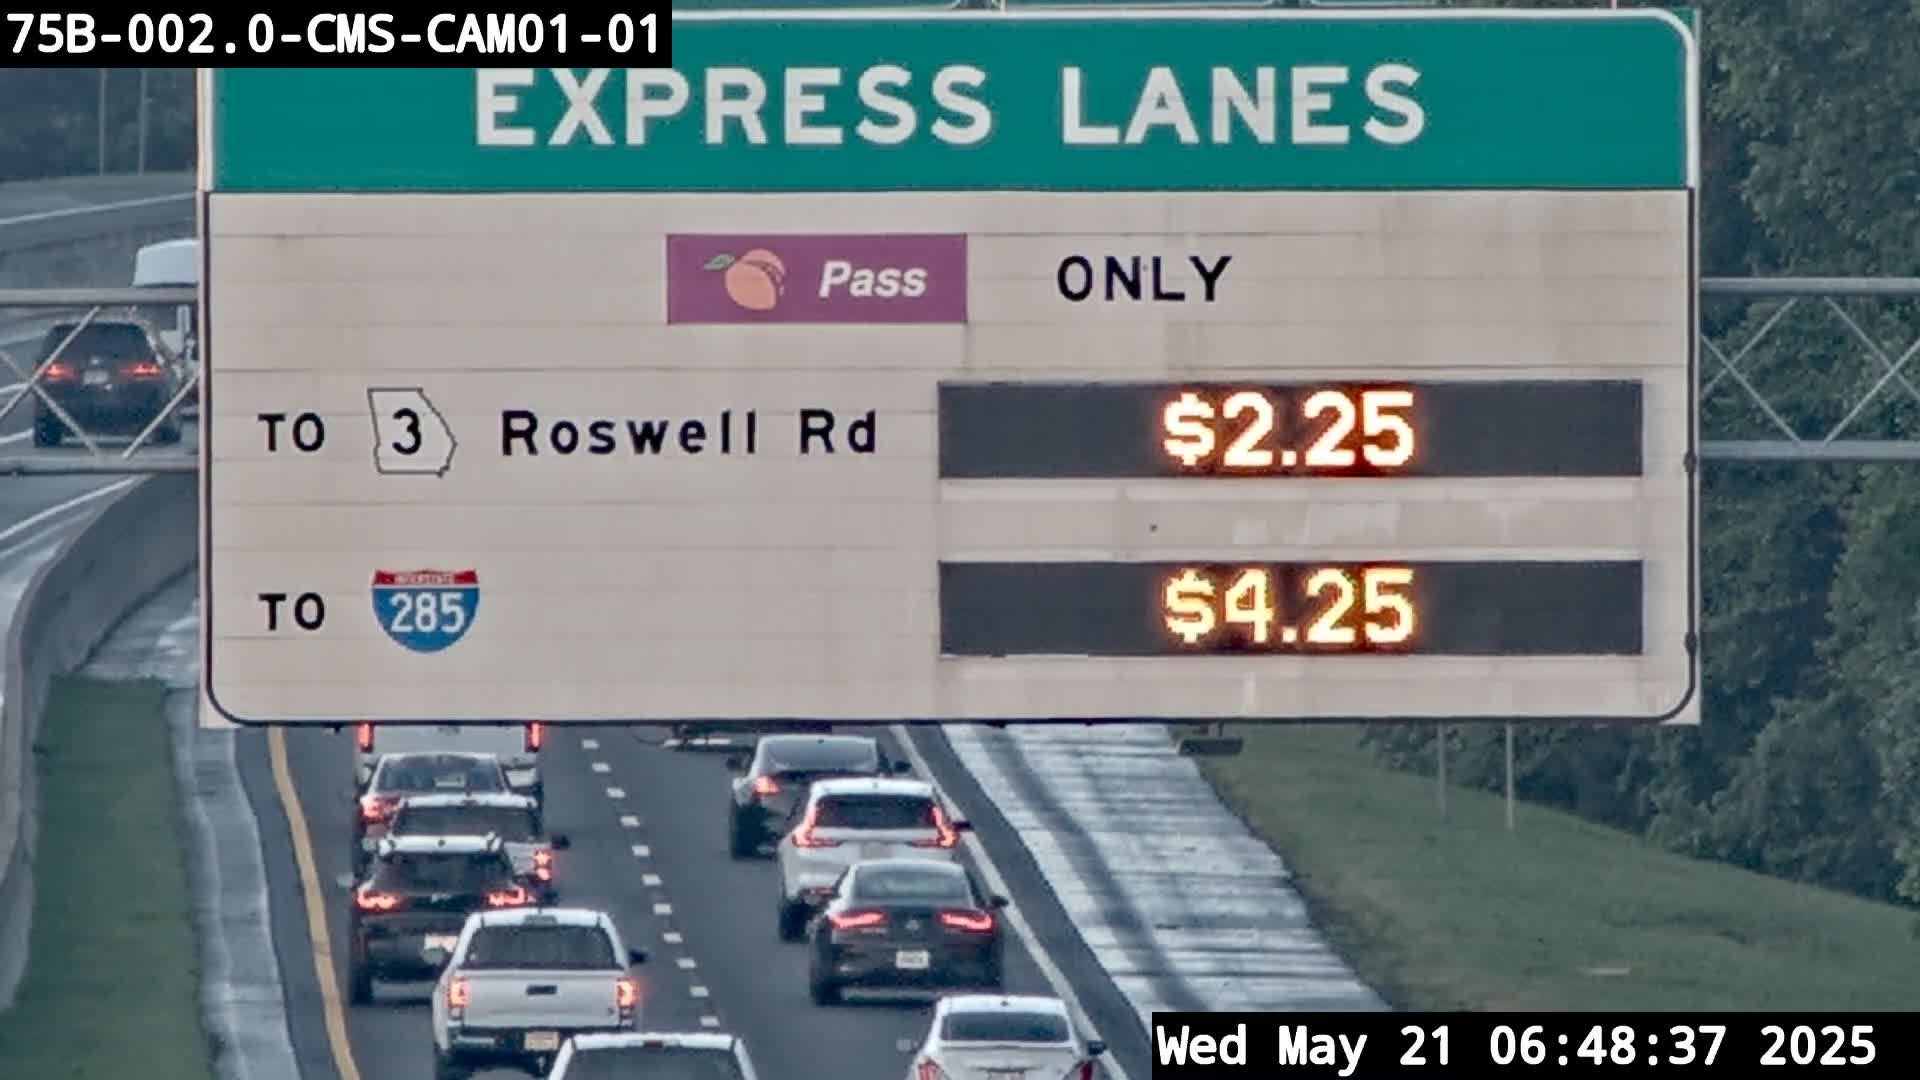 75B-002.0-CMS-CAM01-01
EXPRESS LANES
Pass ONLY
TO 3 Roswell Rd $2.25
TO INTERSTATE 285 $4.25
Wed May 21 06:48:37 2025